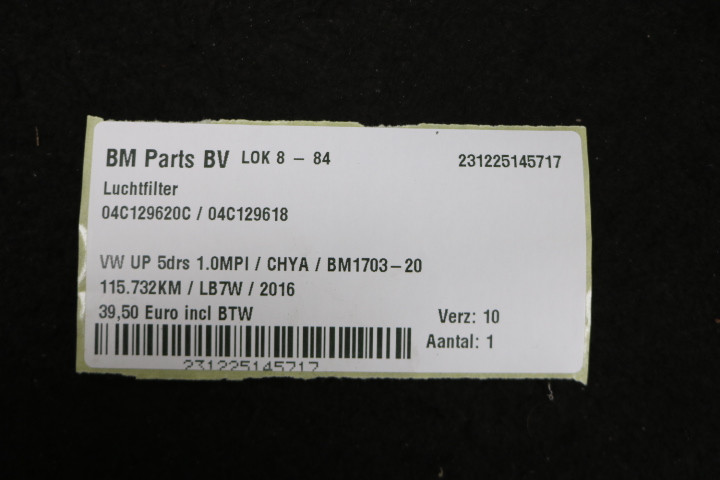 BM Parts BV LOK 8 – 84 231225145717
Luchtfilter
04C129620C / 04C129618
VW UP 5drs 1.0MPI / CHYA / BM1703–20
115.732KM / LB7W / 2016
39,50 Euro incl BTW Verz: 10
Aantal: 1
231225145717